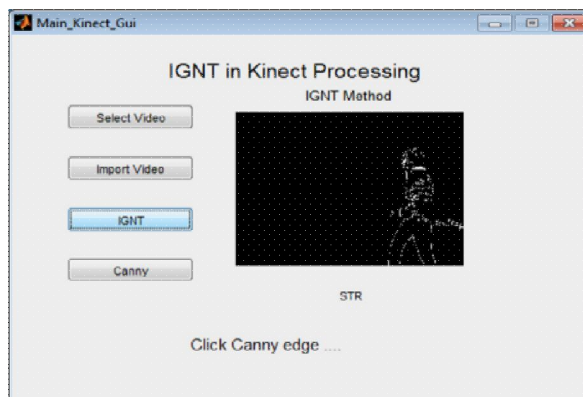 Main_Kinect_Gui
IGNT in Kinect Processing
IGNT Method
Select Video
Import Video
IGNT
Canny
STR
Click Canny edge ....